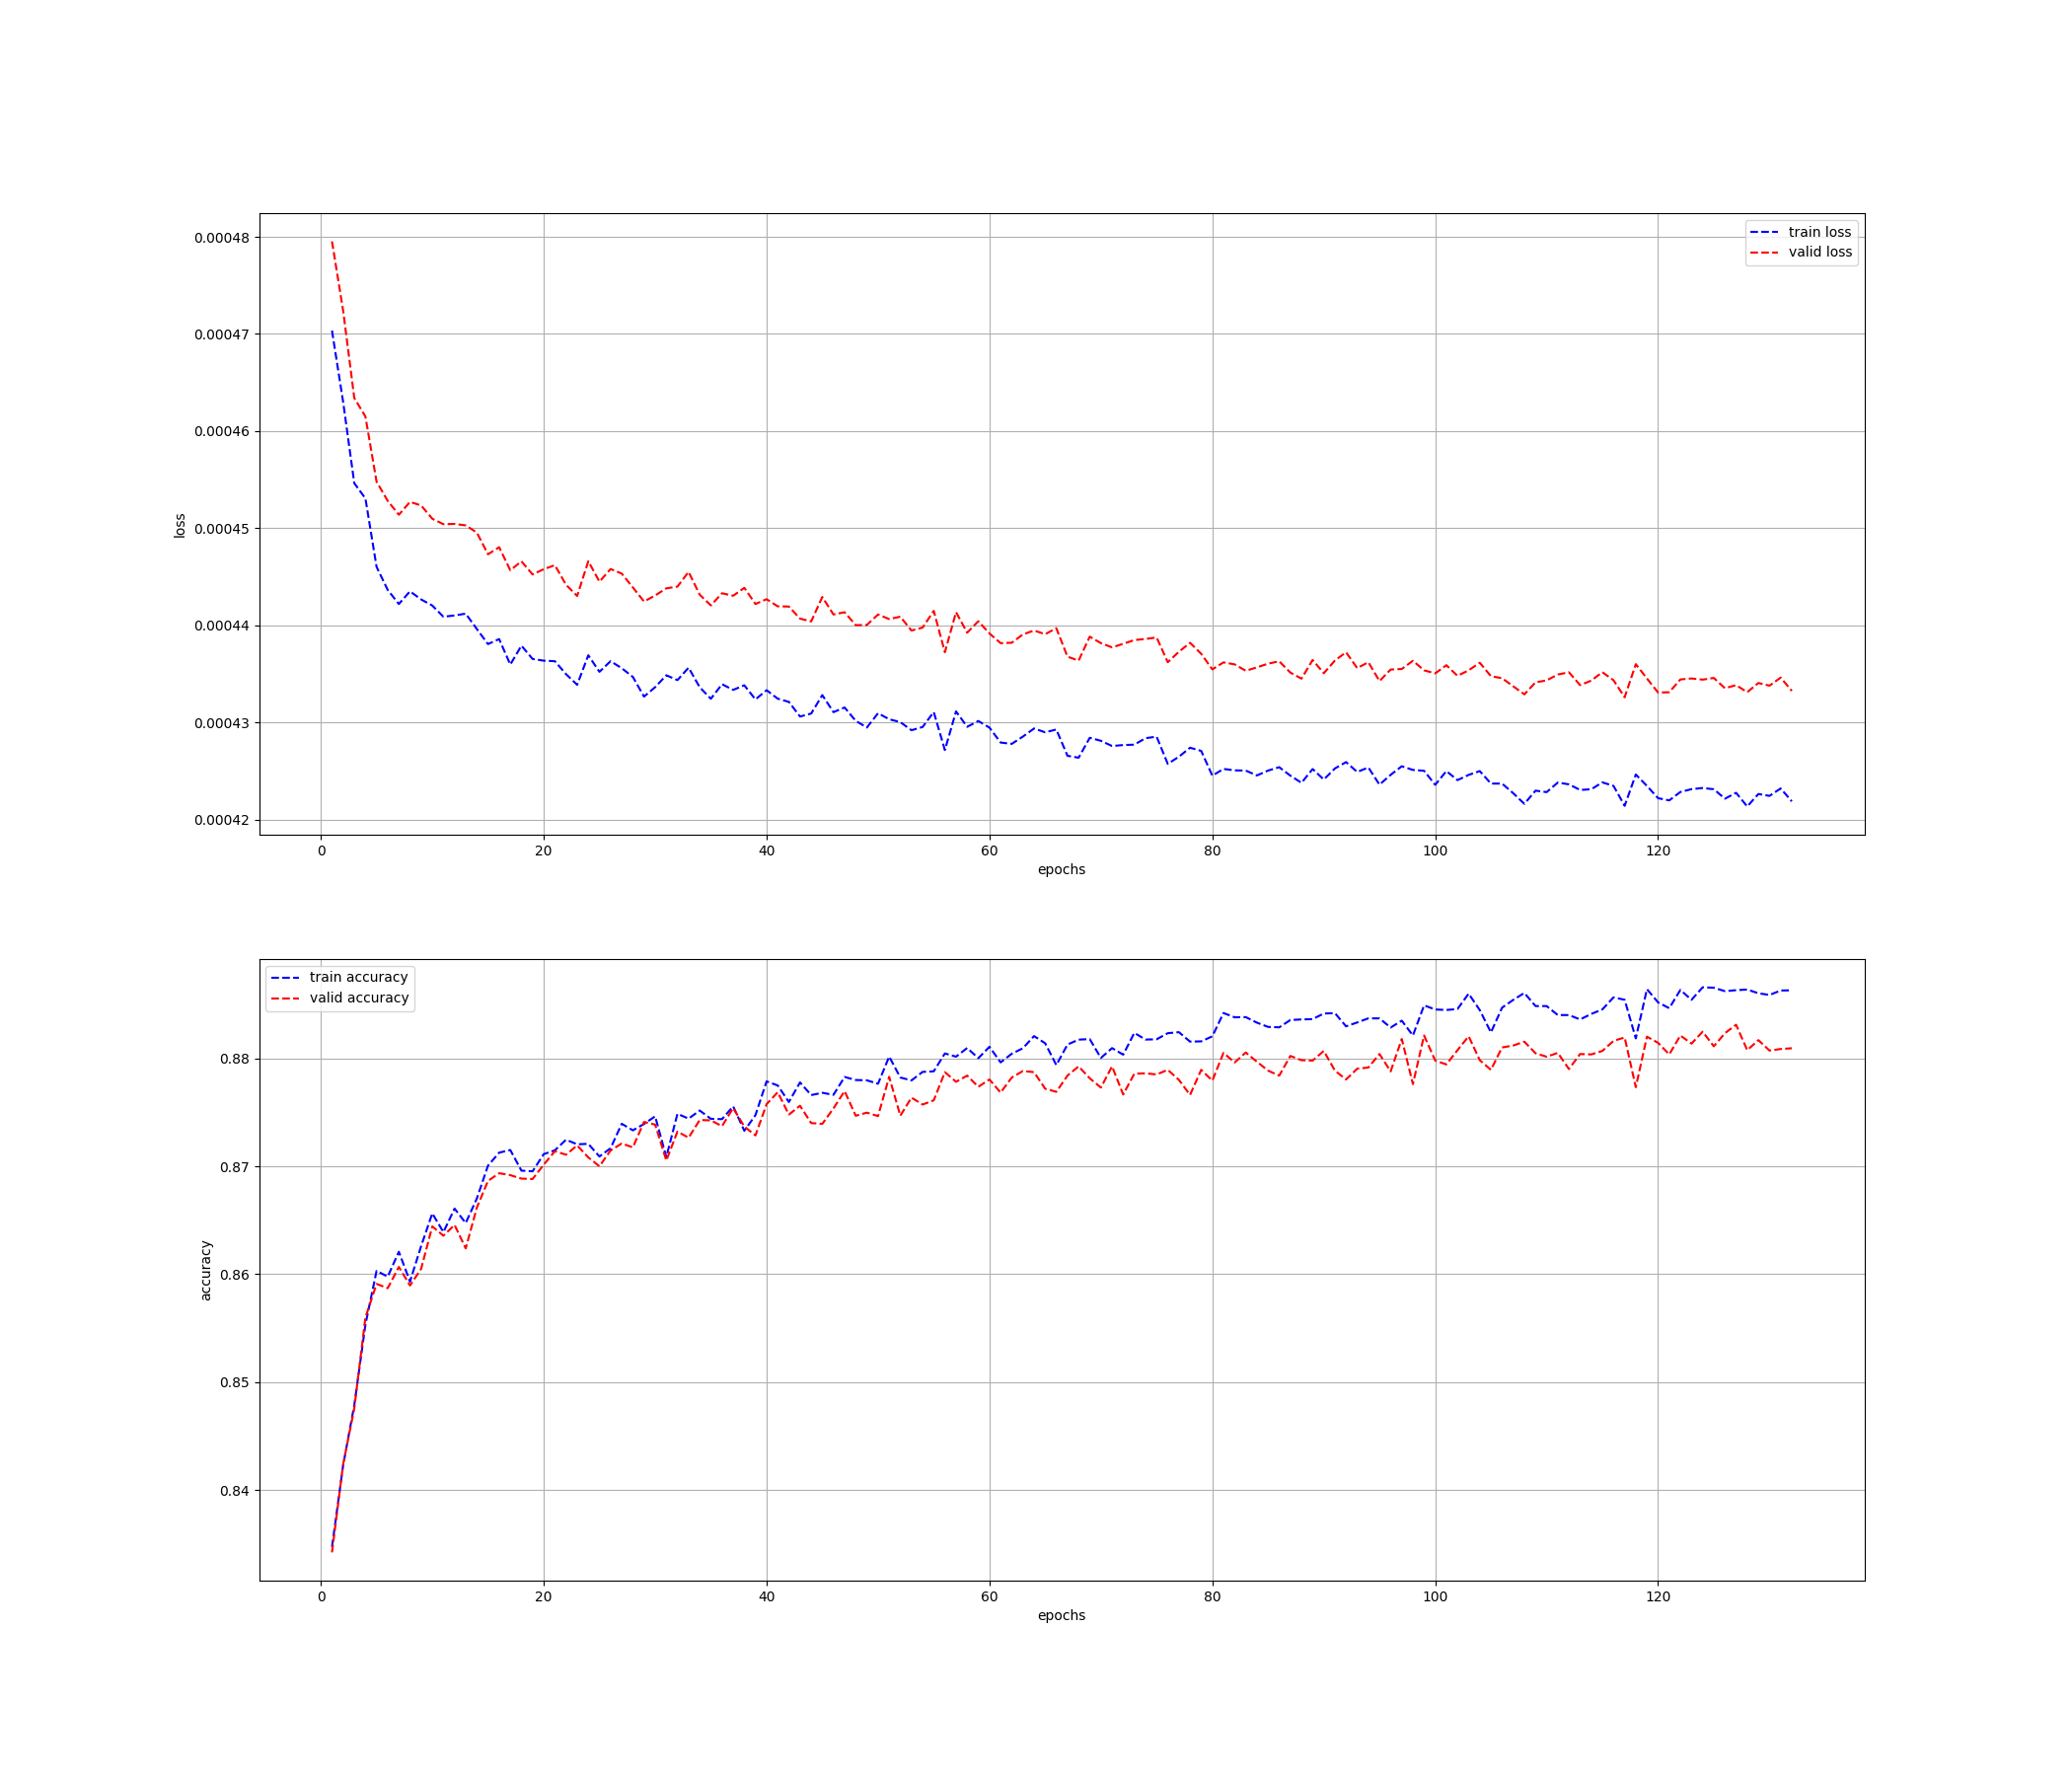 train loss
valid loss
0.00048
0.00047
0.00046
0.00045
0.00044
0.00043
0.00042
loss
0 20 40 60 80 100 120
epochs
train accuracy
valid accuracy
0.88
0.87
0.86
0.85
0.84
accuracy
0 20 40 60 80 100 120
epochs